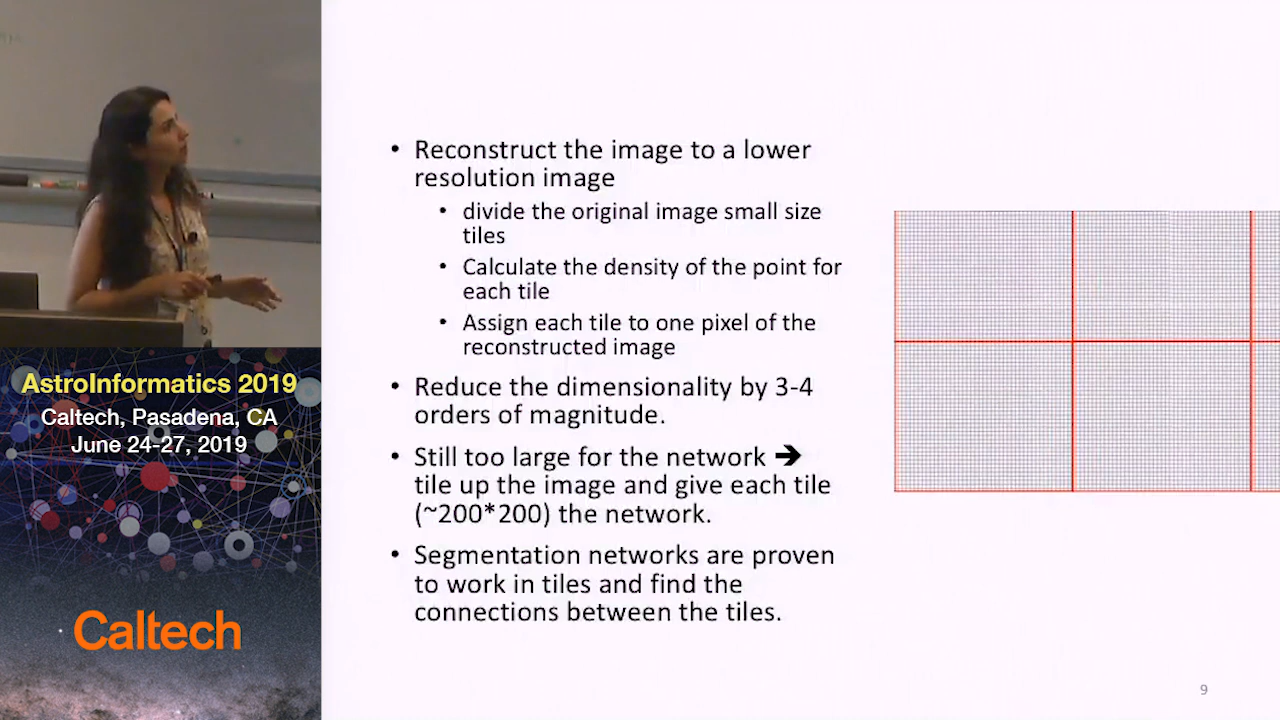 • Reconstruct the image to a lower
resolution image
• divide the original image small size
tiles
• Calculate the density of the point for
each tile
• Assign each tile to one pixel of the
reconstructed image
• Reduce the dimensionality by 3-4
orders of magnitude.
• Still too large for the network ➔
tile up the image and give each tile
(~200*200) the network.
• Segmentation networks are proven
to work in tiles and find the
connections between the tiles.
9
AstroInformatics 2019
Caltech, Pasadena, CA
June 24-27, 2019
Caltech